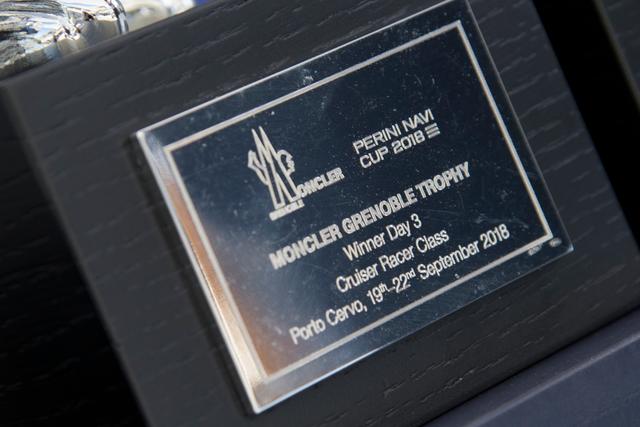 MONCLER
GRENOBLE
PERINI NAVI
CUP 2018
MONCLER GRENOBLE TROPHY
Winner Day 3
Cruiser Racer Class
Porto Cervo, 19th-22nd September 2018